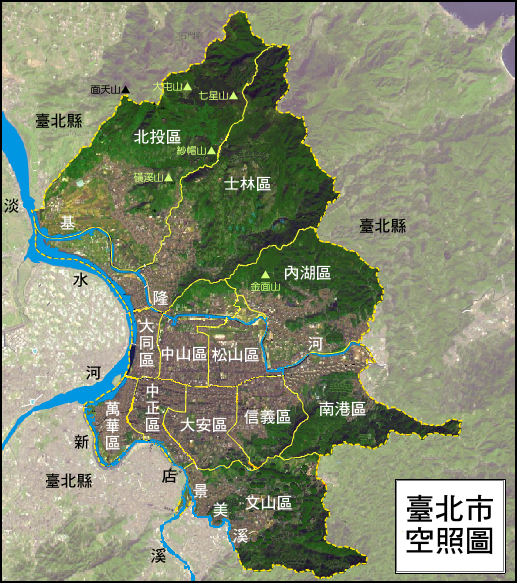 大屯山
面天山
七星山
臺北縣
北投區
紗帽山
磺溪山
士林區
淡
基
臺北縣
水
內湖區
金面山
隆
大同區
中山區
松山區
河
河
中正區
萬華區
大安區
信義區
南港區
新
臺北縣
店
景
美
文山區
溪
溪
臺北市
空照圖